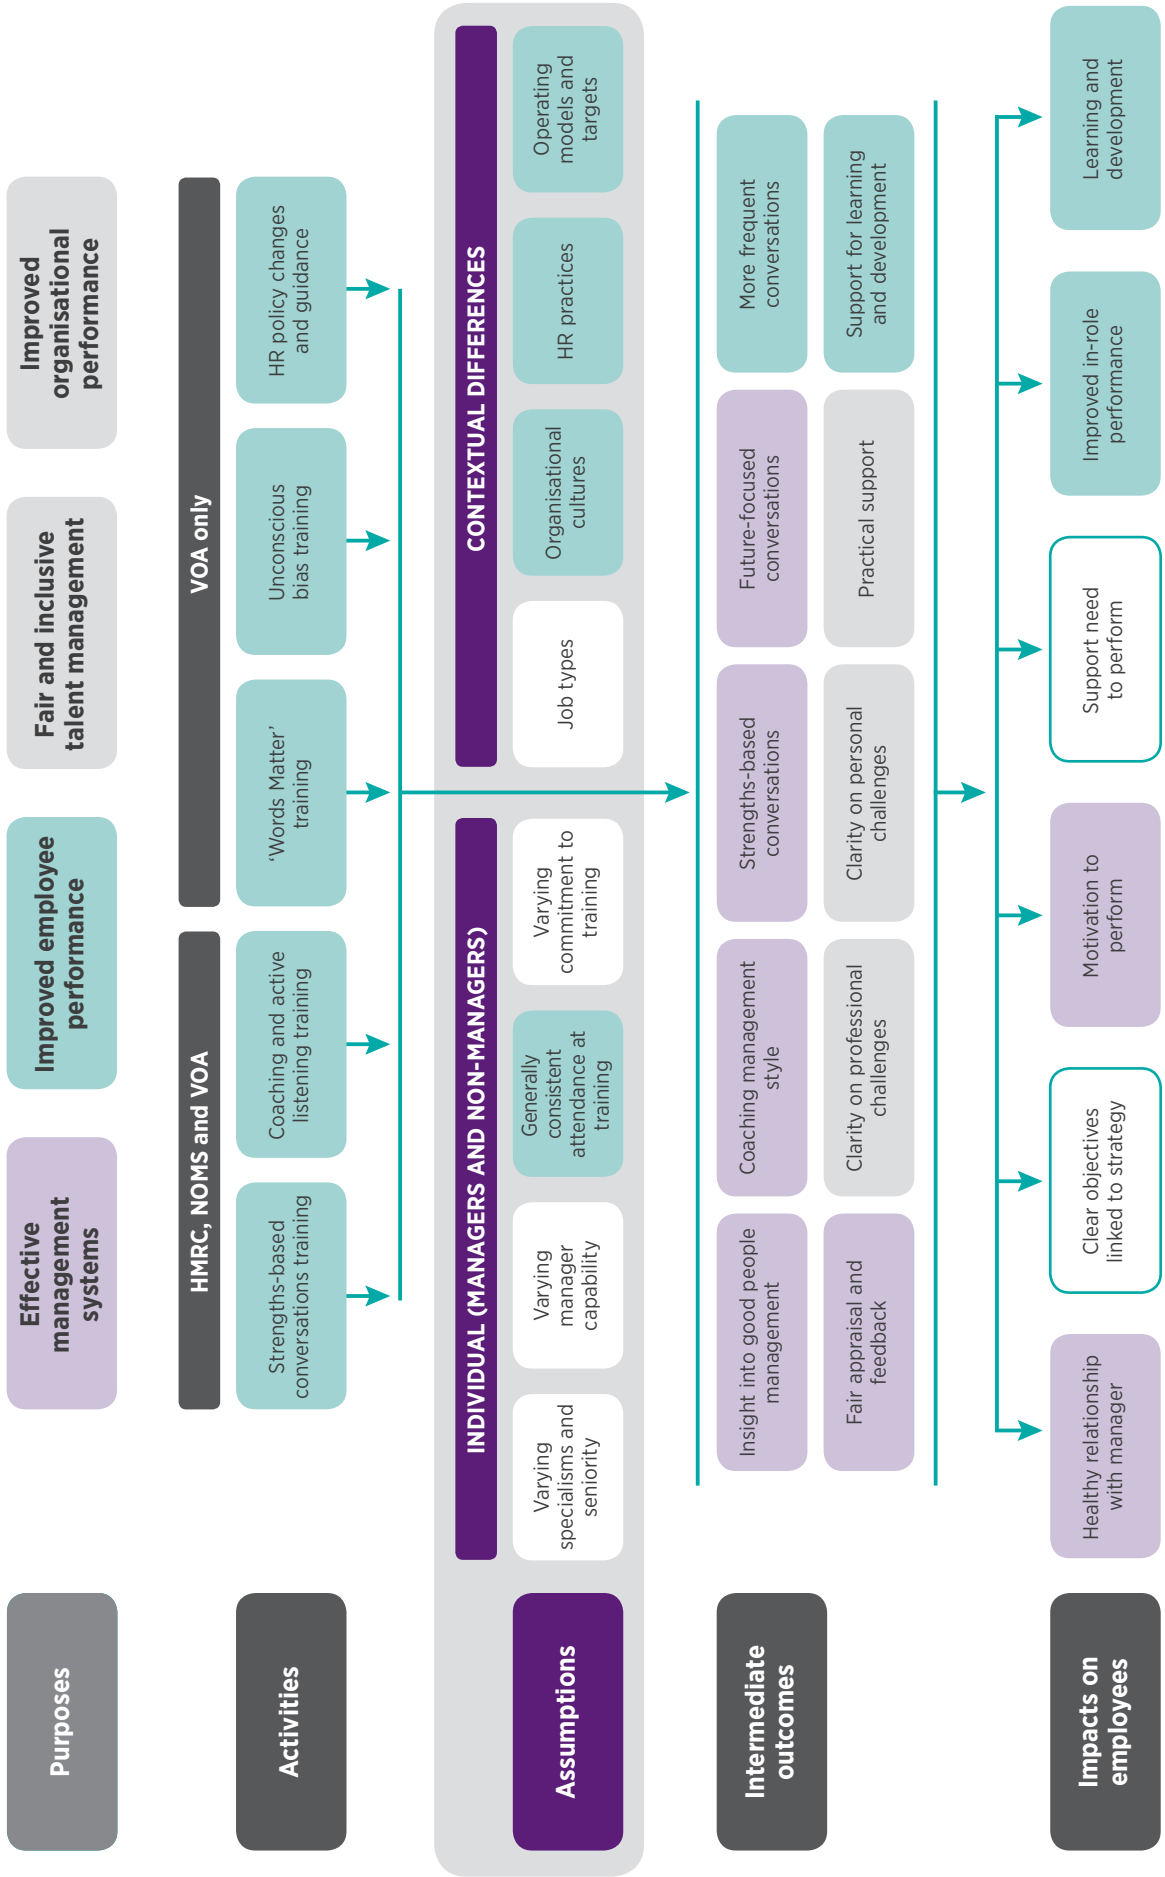 Purposes
Effective
management
systems
Improved employee
performance
Fair and inclusive
talent management
Improved
organisational
performance
HMRC, NOMS and VOA
VOA only
Activities
Strengths-based
conversations training
Coaching and active
listening training
‘Words Matter’
training
Unconscious
bias training
HR policy changes
and guidance
INDIVIDUAL (MANAGERS AND NON-MANAGERS)
CONTEXTUAL DIFFERENCES
Assumptions
Varying
specialisms and
seniority
Varying
manager
capability
Generally
consistent
attendance at
training
Varying
commitment to
training
Job types
Organisational
cultures
HR practices
Operating
models and
targets
Intermediate
outcomes
Insight into good people
management
Coaching management
style
Strengths-based
conversations
Future-focused
conversations
More frequent
conversations
Fair appraisal and
feedback
Clarity on professional
challenges
Clarity on personal
challenges
Practical support
Support for learning
and development
Impacts on
employees
Healthy relationship
with manager
Clear objectives
linked to strategy
Motivation to
perform
Support need
to perform
Improved in-role
performance
Learning and
development